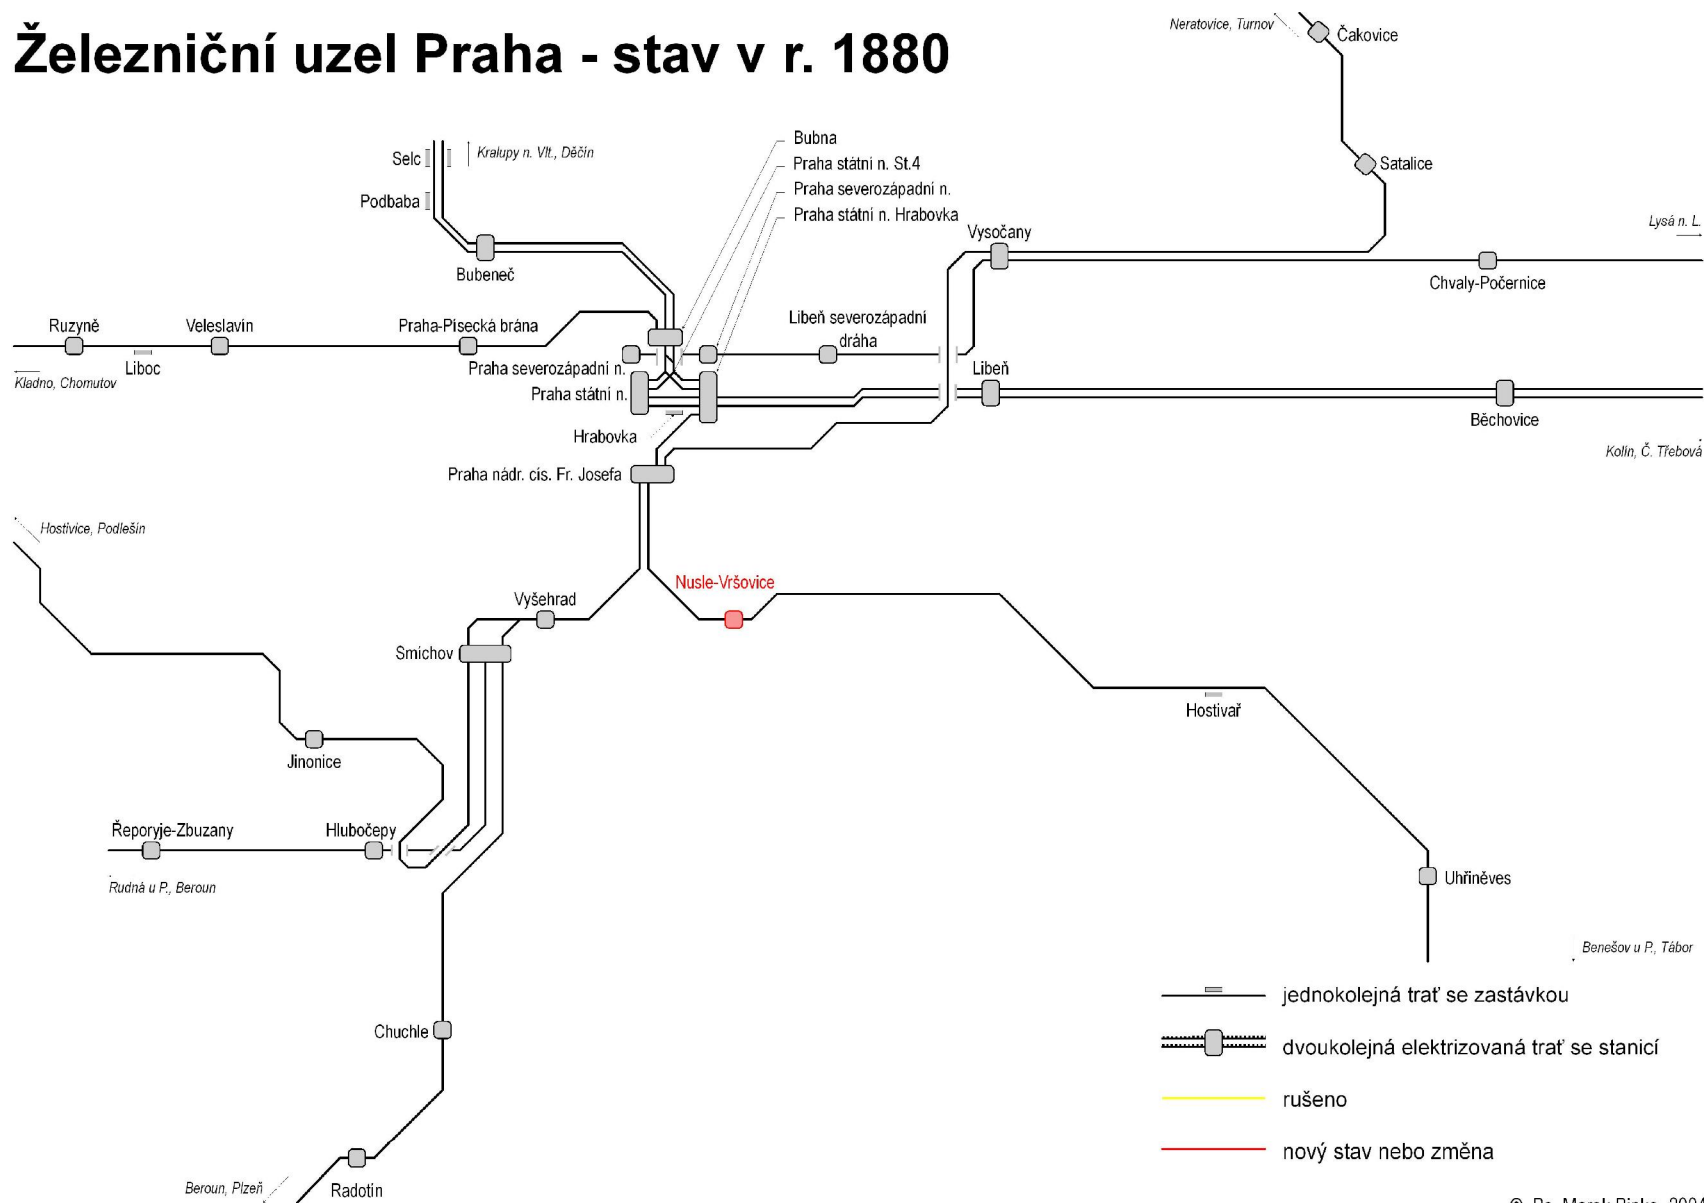 Železniční uzel Praha - stav v r. 1880
Neratovice, Turnov
Čakovice
Bubna
Selc
Kralupy n. Vlt., Děčín
Praha státní n. St.4
Satalice
Podbaba
Praha severozápadní n.
Praha státní n. Hrabovka
Vysočany
Lysá n. L.
Bubeneč
Chvaly-Počernice
Ruzyně
Veleslavín
Praha-Písecká brána
Libeň severozápadní
dráha
Liboc
Praha severozápadní n.
Libeň
Kladno, Chomutov
Praha státní n.
Běchovice
Hrabovka
Kolín, Č. Třebová
Praha nádr. cís. Fr. Josefa
Hostivice, Podlešín
Nusle-Vršovice
Vyšehrad
Smíchov
Hostivař
Jinonice
Řeporyje-Zbuzany
Hlubočepy
Rudná u P., Beroun
Uhřiněves
Benešov u P., Tábor
jednokolejná trať se zastávkou
Chuchle
dvoukolejná elektrizovaná trať se stanicí
rušeno
nový stav nebo změna
Beroun, Plzeň
Radotín